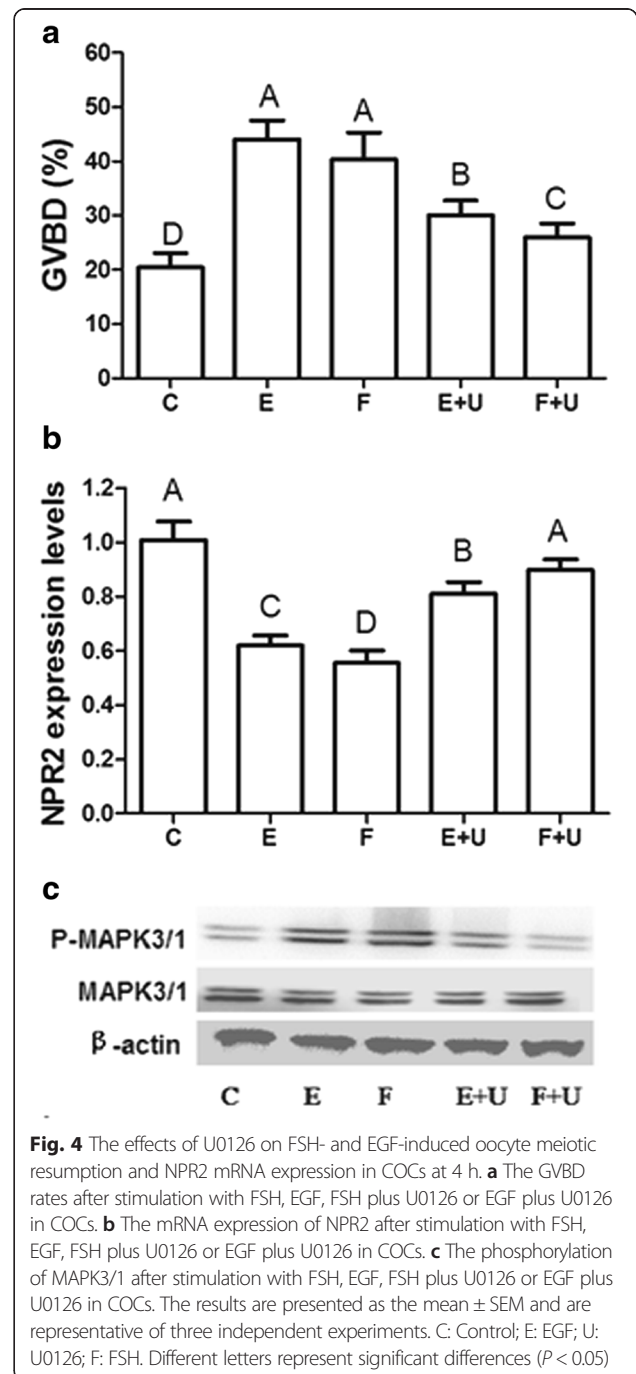 a
60
50
40
30
20
10
0
GVBD (%)
D
A
A
B
C
C E F E+U F+U
b
1.2
1.0
0.8
0.6
0.4
0.2
0.0
NPR2 expression levels
A
C
D
B
A
C E F E+U F+U
c
P-MAPK3/1
MAPK3/1
β-actin
C E F E+U F+U
Fig. 4 The effects of U0126 on FSH- and EGF-induced oocyte meiotic
resumption and NPR2 mRNA expression in COCs at 4 h. a The GVBD
rates after stimulation with FSH, EGF, FSH plus U0126 or EGF plus U0126
in COCs. b The mRNA expression of NPR2 after stimulation with FSH,
EGF, FSH plus U0126 or EGF plus U0126 in COCs. c The phosphorylation
of MAPK3/1 after stimulation with FSH, EGF, FSH plus U0126 or EGF plus
U0126 in COCs. The results are presented as the mean ± SEM and are
representative of three independent experiments. C: Control; E: EGF; U:
U0126; F: FSH. Different letters represent significant differences (P < 0.05)